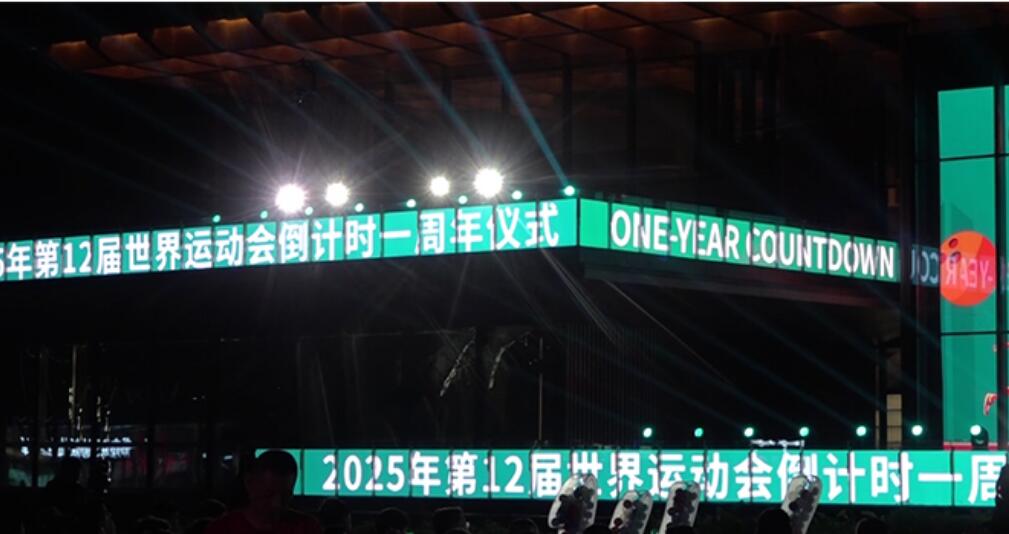 5年第12届世界运动会倒计时一周年仪式
ONE-YEAR COUNTDOWN
2025年第12届世界运动会倒计时一周